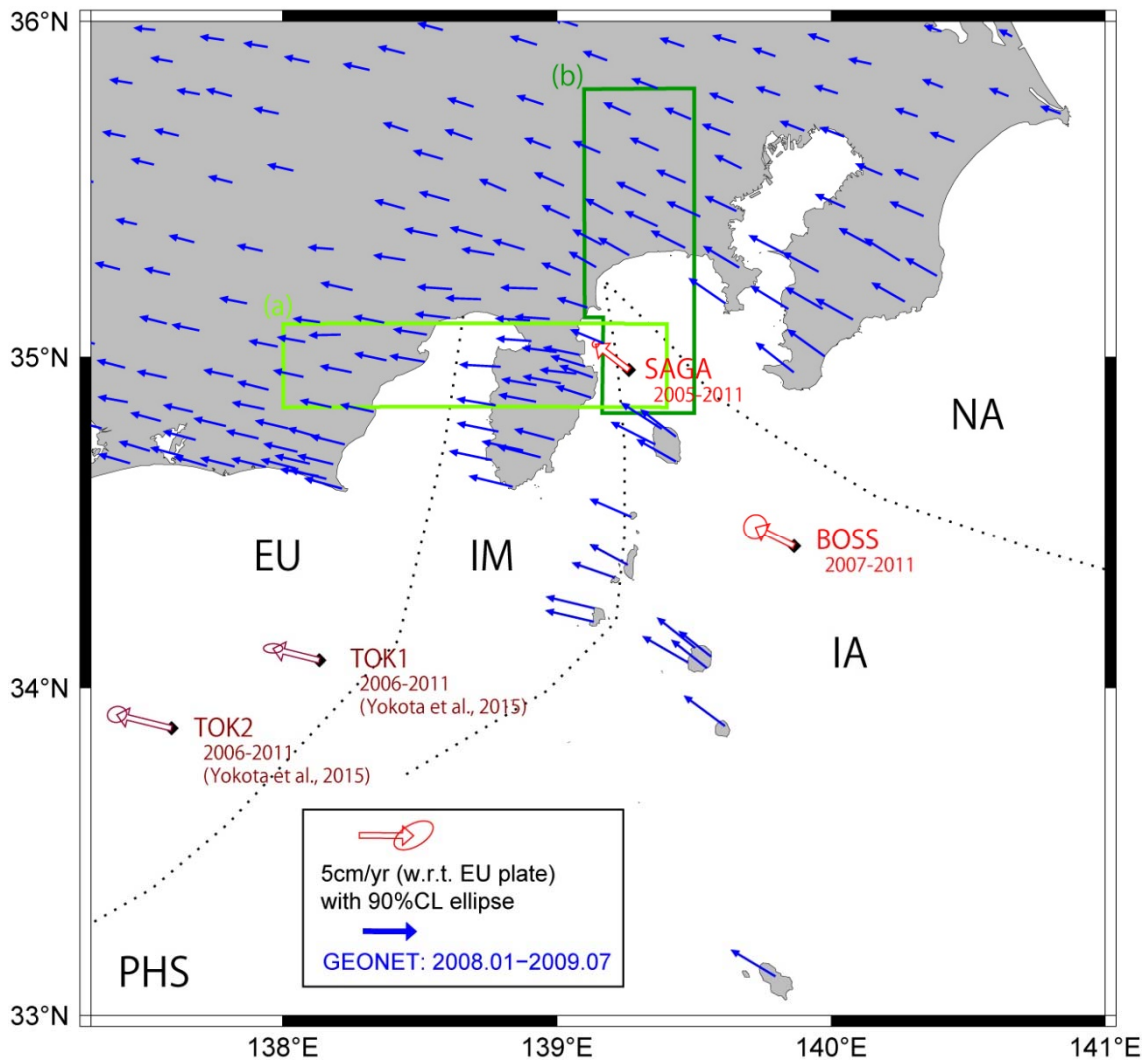 36°N
(b)
(a)
35°N
SAGA
2005-2011
NA
BOSS
2007-2011
EU
IM
IA
34°N
TOK1
2006-2011
(Yokota et al., 2015)
TOK2
2006-2011
(Yokota et al., 2015)
5cm/yr (w.r.t. EU plate)
with 90%CL ellipse
GEONET: 2008.01−2009.07
PHS
33°N
138°E
139°E
140°E
141°E